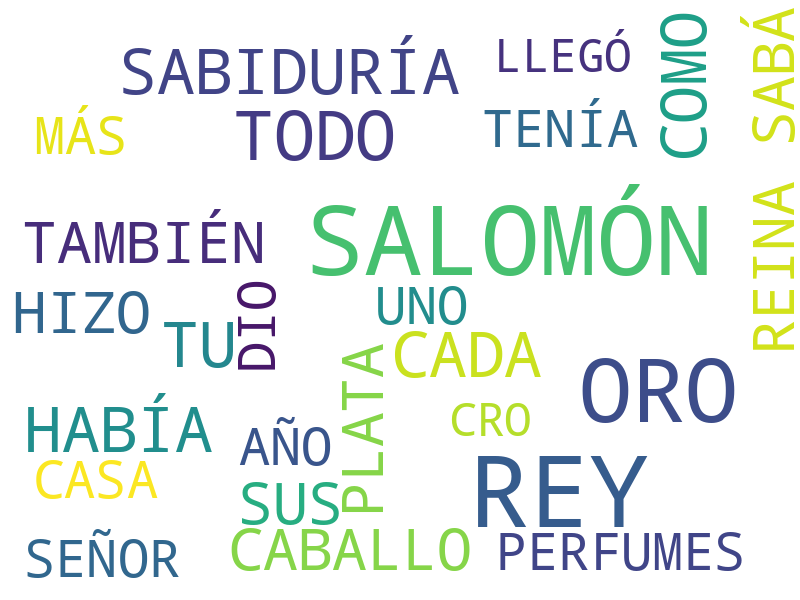 SABIDURÍA
LLEGÓ
COMO
REINA SABÁ
MÁS
TODO
TENÍA
TAMBIÉN
SALOMÓN
HIZO
TU
DIO
UNO
CADA
PLATA
ORO
HABÍA
AÑO
CRO
CASA
SUS
REY
SEÑOR
CABALLO
PERFUMES